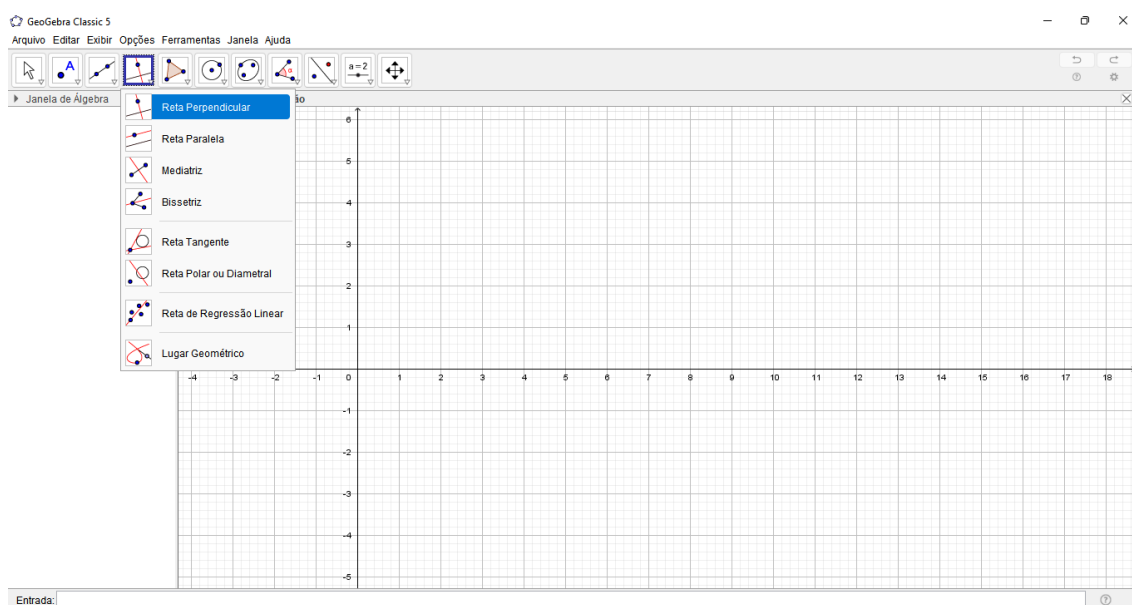 GeoGebra Classic 5
Arquivo Editar Exibir Opções Ferramentas Janela Ajuda
A
α
a=2
Janela de Álgebra
Reta Perpendicular
Reta Paralela
Mediatriz
Bissetriz
Reta Tangente
Reta Polar ou Diametral
Reta de Regressão Linear
Lugar Geométrico
6
5
4
3
2
1
-4 -3 -2 -1 0 1 2 3 4 5 6 7 8 9 10 11 12 13 14 15 16 17 18
-1
-2
-3
-4
-5
Entrada: